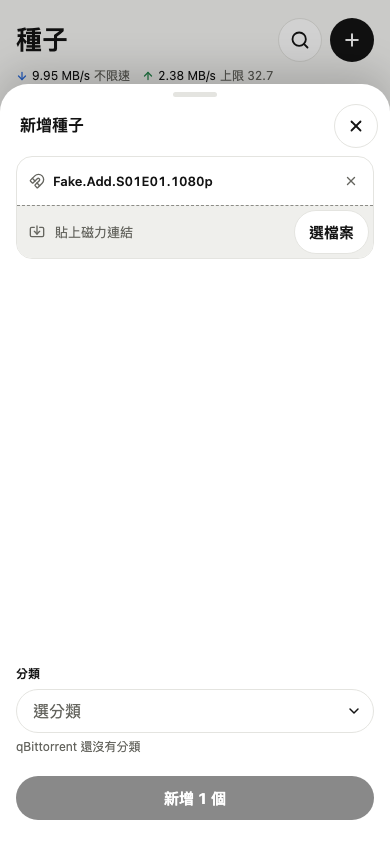 種子
9.95 MB/s 不限速 2.38 MB/s 上限 32.7
新增種子
Fake.Add.S01E01.1080p
貼上磁力連結
選檔案
分類
選分類
qBittorrent 還沒有分類
新增 1 個